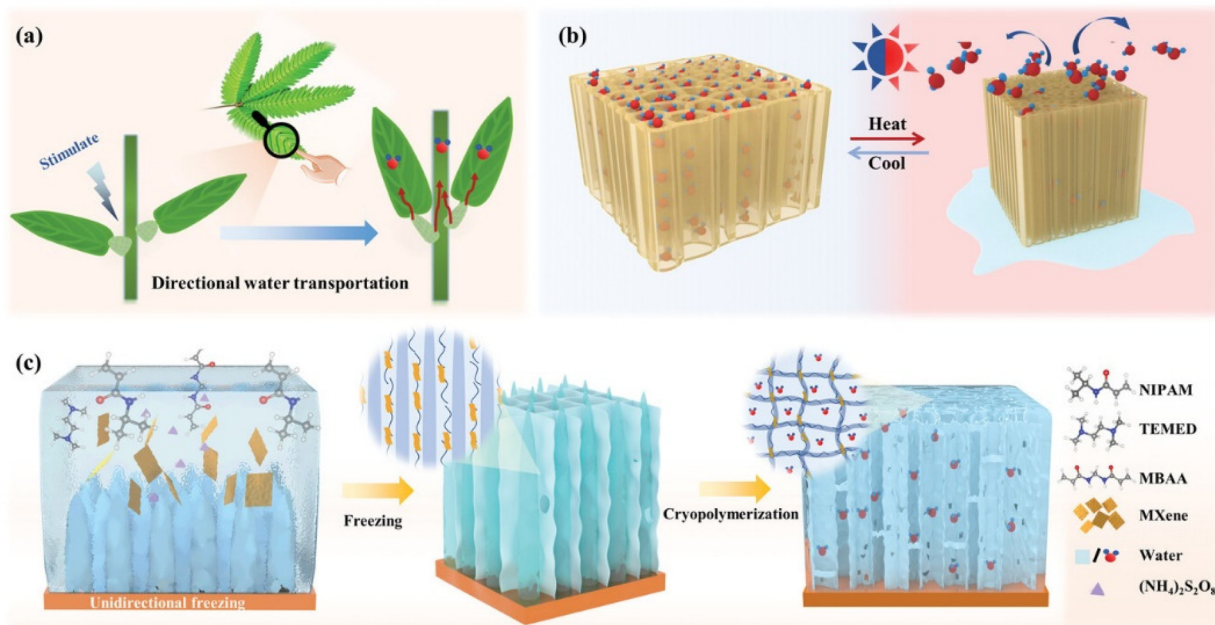 (a)
Stimulate
Directional water transportation
(b)
Heat
Cool
(c)
Unidirectional freezing
Freezing
Cryopolymerization
NIPAM
TEMED
MBAA
MXene
Water
(NH₄)₂S₂O₈